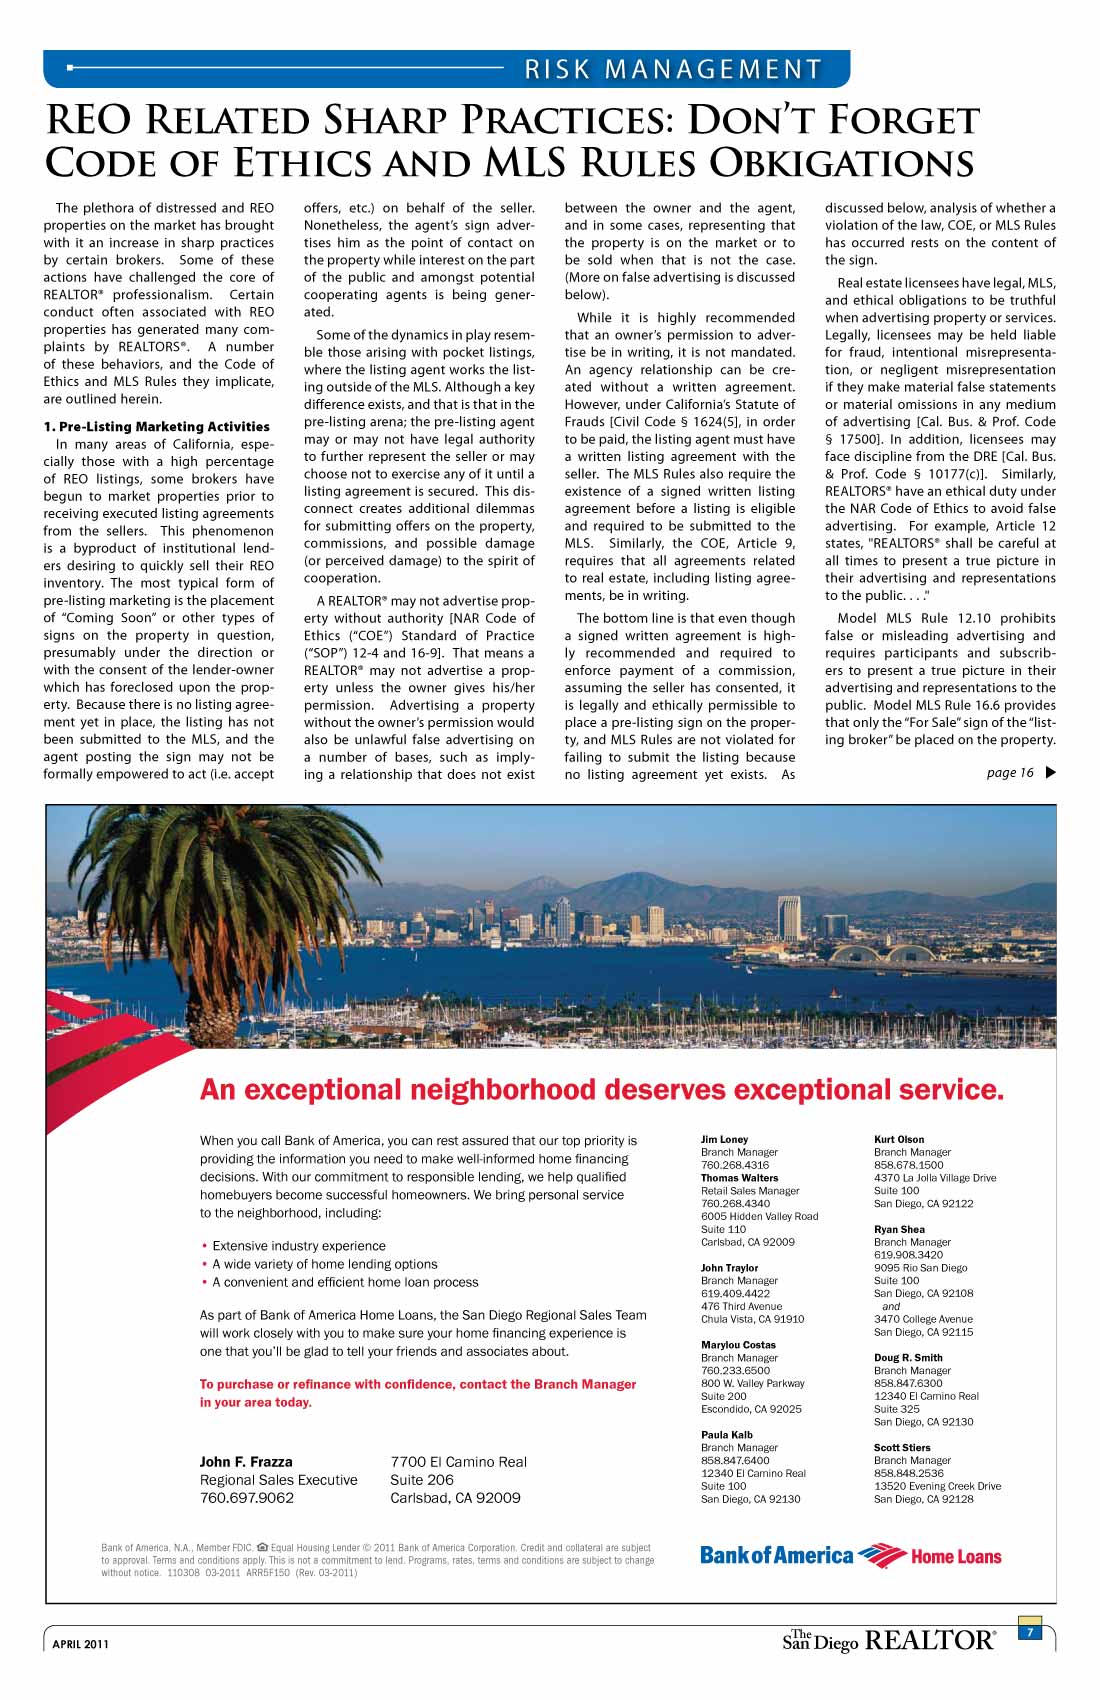 RISK MANAGEMENT
REO Related Sharp Practices: Don't Forget
Code of Ethics and MLS Rules Obkigations
The plethora of distressed and REO
properties on the market has brought
with it an increase in sharp practices
by certain brokers. Some of these
actions have challenged the core of
REALTOR® professionalism. Certain
conduct often associated with REO
properties has generated many com-
plaints by REALTORS®. A number
of these behaviors, and the Code of
Ethics and MLS Rules they implicate,
are outlined herein.
1. Pre-Listing Marketing Activities
In many areas of California, espe-
cially those with a high percentage
of REO listings, some brokers have
begun to market properties prior to
receiving executed listing agreements
from the sellers. This phenomenon
is a byproduct of institutional lend-
ers desiring to quickly sell their REO
inventory. The most typical form of
pre-listing marketing is the placement
of “Coming Soon” or other types of
signs on the property in question,
presumably under the direction or
with the consent of the lender-owner
which has foreclosed upon the prop-
erty. Because there is no listing agree-
ment yet in place, the listing has not
been submitted to the MLS, and the
agent posting the sign may not be
formally empowered to act (i.e. accept
offers, etc.) on behalf of the seller.
Nonetheless, the agent's sign adver-
tises him as the point of contact on
the property while interest on the part
of the public and amongst potential
cooperating agents is being gener-
ated.
Some of the dynamics in play resem-
ble those arising with pocket listings,
where the listing agent works the list-
ing outside of the MLS. Although a key
difference exists, and that is that in the
pre-listing arena; the pre-listing agent
may or may not have legal authority
to further represent the seller or may
choose not to exercise any of it until a
listing agreement is secured. This dis-
connect creates additional dilemmas
for submitting offers on the property,
commissions, and possible damage
(or perceived damage) to the spirit of
cooperation.
A REALTOR® may not advertise prop-
erty without authority [NAR Code of
Ethics (“COE”) Standard of Practice
(“SOP”) 12-4 and 16-9]. That means a
REALTOR® may not advertise a prop-
erty unless the owner gives his/her
permission. Advertising a property
without the owner's permission would
also be unlawful false advertising on
a number of bases, such as imply-
ing a relationship that does not exist
between the owner and the agent,
and in some cases, representing that
the property is on the market or to
be sold when that is not the case.
(More on false advertising is discussed
below).
While it is highly recommended
that an owner's permission to adver-
tise be in writing, it is not mandated.
An agency relationship can be cre-
ated without a written agreement.
However, under California's Statute of
Frauds [Civil Code § 1624(5], in order
to be paid, the listing agent must have
a written listing agreement with the
seller. The MLS Rules also require the
existence of a signed written listing
agreement before a listing is eligible
and required to be submitted to the
MLS. Similarly, the COE, Article 9,
requires that all agreements related
to real estate, including listing agree-
ments, be in writing.
The bottom line is that even though
a signed written agreement is high-
ly recommended and required to
enforce payment of a commission,
assuming the seller has consented, it
is legally and ethically permissible to
place a pre-listing sign on the proper-
ty, and MLS Rules are not violated for
failing to submit the listing because
no listing agreement yet exists. As
discussed below, analysis of whether a
violation of the law, COE, or MLS Rules
has occurred rests on the content of
the sign.
Real estate licensees have legal, MLS,
and ethical obligations to be truthful
when advertising property or services.
Legally, licensees may be held liable
for fraud, intentional misrepresenta-
tion, or negligent misrepresentation
if they make material false statements
or material omissions in any medium
of advertising [Cal. Bus. & Prof. Code
§ 17500]. In addition, licensees may
face discipline from the DRE [Cal. Bus.
& Prof. Code § 10177(c)]. Similarly,
REALTORS® have an ethical duty under
the NAR Code of Ethics to avoid false
advertising. For example, Article 12
states, "REALTORS® shall be careful at
all times to present a true picture in
their advertising and representations
to the public. . . ."
Model MLS Rule 12.10 prohibits
false or misleading advertising and
requires participants and subscrib-
ers to present a true picture in their
advertising and representations to the
public. Model MLS Rule 16.6 provides
that only the “For Sale” sign of the “list-
ing broker” be placed on the property.
page 16
An exceptional neighborhood deserves exceptional service.
When you call Bank of America, you can rest assured that our top priority is
providing the information you need to make well-informed home financing
decisions. With our commitment to responsible lending, we help qualified
homebuyers become successful homeowners. We bring personal service
to the neighborhood, including:
• Extensive industry experience
• A wide variety of home lending options
• A convenient and efficient home loan process
As part of Bank of America Home Loans, the San Diego Regional Sales Team
will work closely with you to make sure your home financing experience is
one that you'll be glad to tell your friends and associates about.
To purchase or refinance with confidence, contact the Branch Manager
in your area today.
John F. Frazza
Regional Sales Executive
760.697.9062
7700 El Camino Real
Suite 206
Carlsbad, CA 92009
Jim Loney
Branch Manager
760.268.4316
Thomas Walters
Retail Sales Manager
760.268.4340
6005 Hidden Valley Road
Suite 110
Carlsbad, CA 92009
John Traylor
Branch Manager
619.409.4422
476 Third Avenue
Chula Vista, CA 91910
Marylou Costas
Branch Manager
760.233.6500
800 W. Valley Parkway
Suite 200
Escondido, CA 92025
Paula Kalb
Branch Manager
858.847.6400
12340 El Camino Real
Suite 100
San Diego, CA 92130
Kurt Olson
Branch Manager
858.678.1500
4370 La Jolla Village Drive
Suite 100
San Diego, CA 92122
Ryan Shea
Branch Manager
619.908.3420
9095 Rio San Diego
Suite 100
San Diego, CA 92108
and
3470 College Avenue
San Diego, CA 92115
Doug R. Smith
Branch Manager
858.847.6300
12340 El Camino Real
Suite 325
San Diego, CA 92130
Scott Stiers
Branch Manager
858.848.2536
13520 Evening Creek Drive
San Diego, CA 92128
Bank of America, N.A., Member FDIC. Equal Housing Lender © 2011 Bank of America Corporation. Credit and collateral are subject
to approval. Terms and conditions apply. This is not a commitment to lend. Programs, rates, terms and conditions are subject to change
without notice. 110308 03-2011 ARR5F150 (Rev. 03-2011)
Bank of America Home Loans
APRIL 2011
The San Diego REALTOR®
7